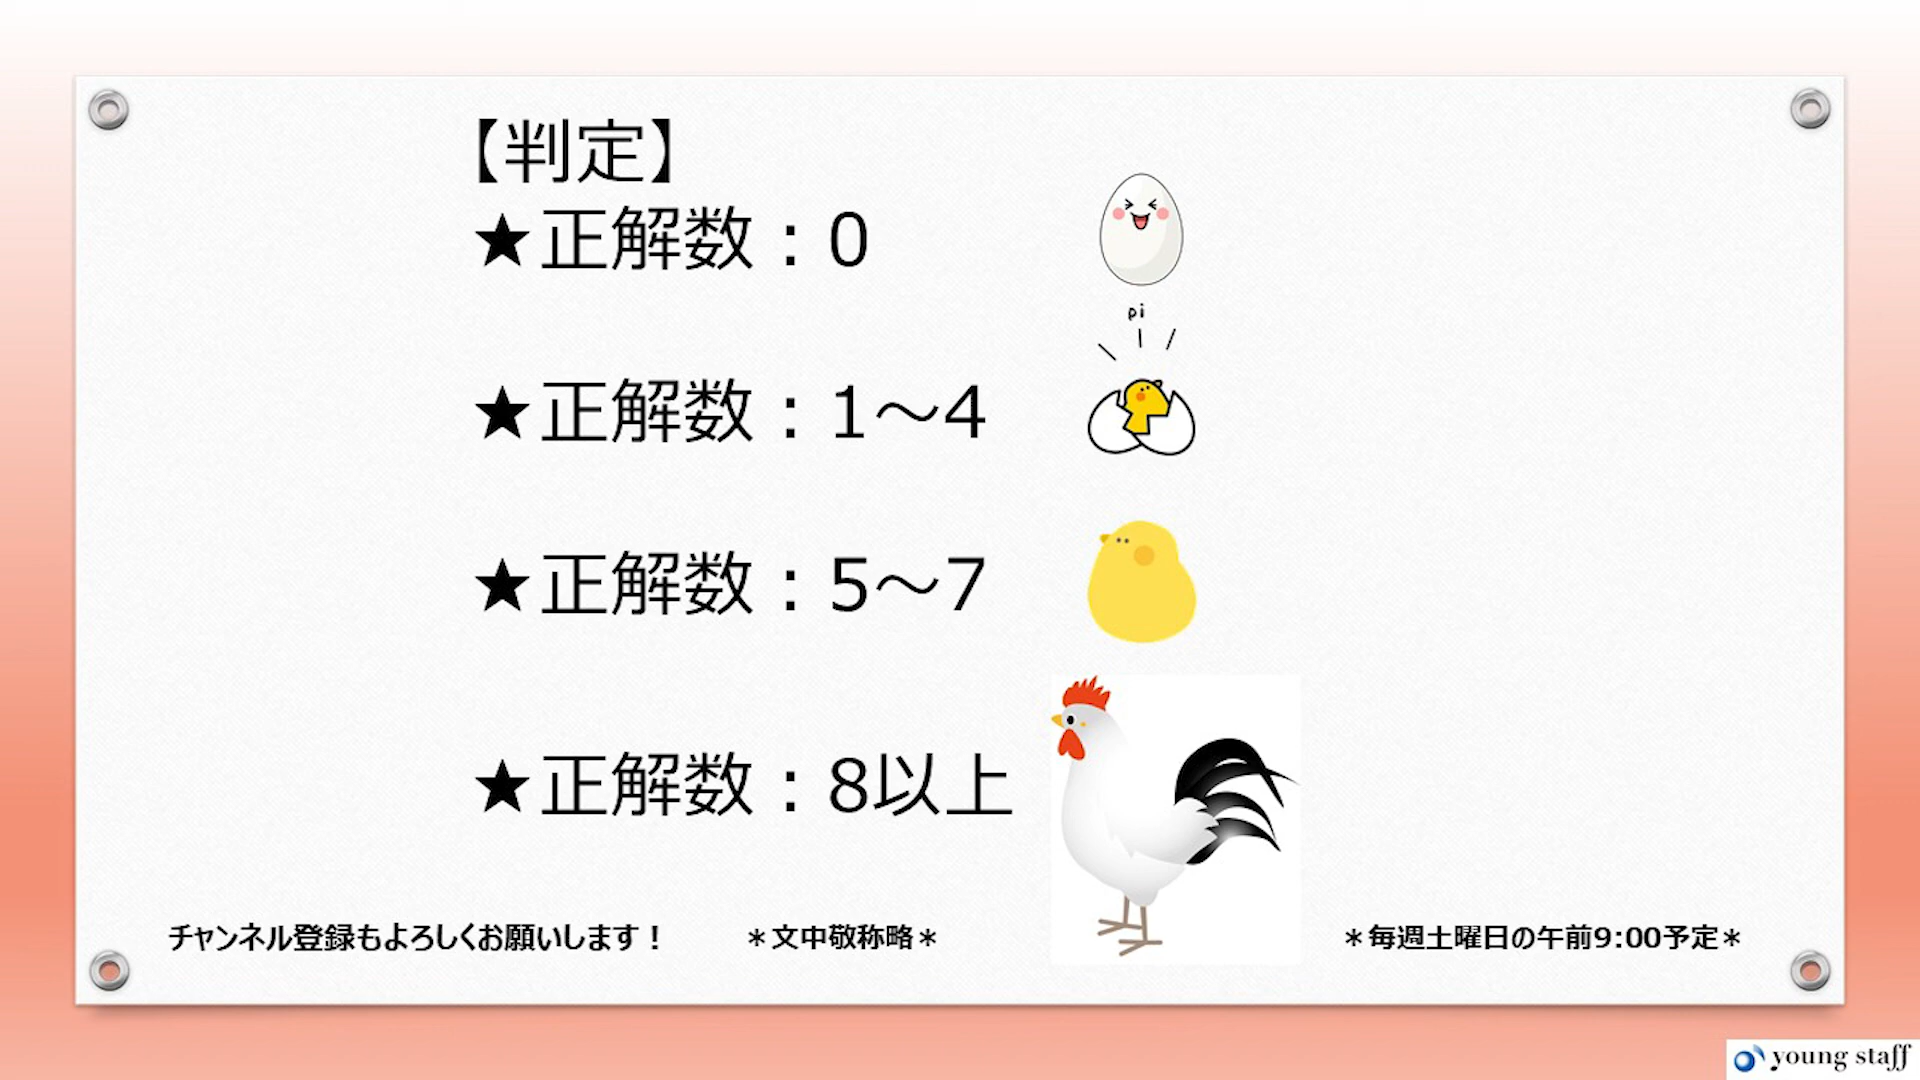 【判定】
★正解数：0
pi
★正解数：1～4
★正解数：5～7
★正解数：8以上
チャンネル登録もよろしくお願いします！ ＊文中敬称略＊ ＊毎週土曜日の午前9:00予定＊
young staff